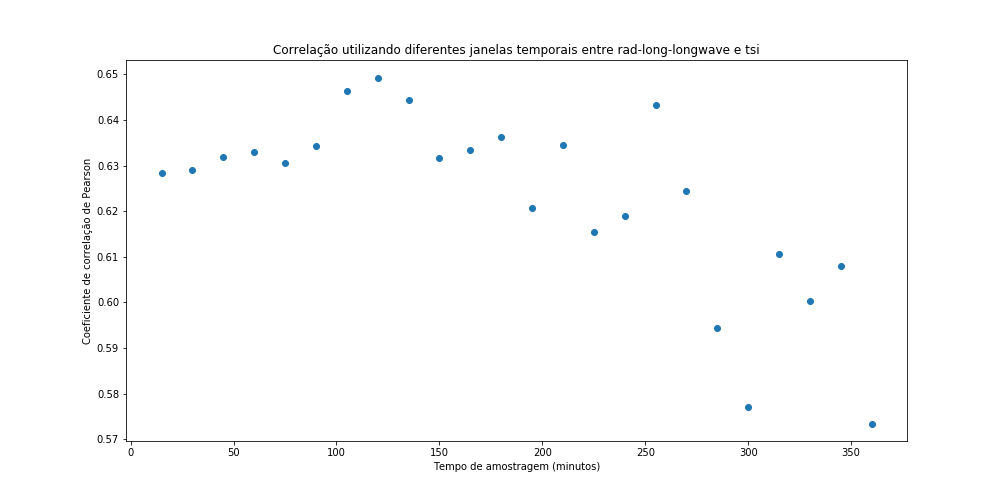 Correlação utilizando diferentes janelas temporais entre rad-long-longwave e tsi
Coeficiente de correlação de Pearson
0.65
0.64
0.63
0.62
0.61
0.60
0.59
0.58
0.57
0 50 100 150 200 250 300 350
Tempo de amostragem (minutos)